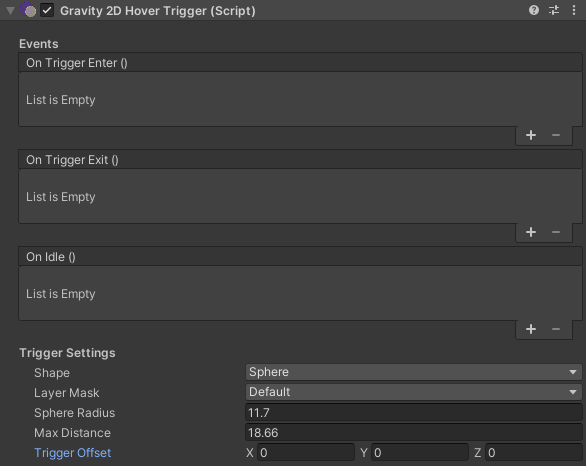 Gravity 2D Hover Trigger (Script)
Events
On Trigger Enter ()
List is Empty
On Trigger Exit ()
List is Empty
On Idle ()
List is Empty
Trigger Settings
Shape Sphere
Layer Mask Default
Sphere Radius 11.7
Max Distance 18.66
Trigger Offset X 0 Y 0 Z 0